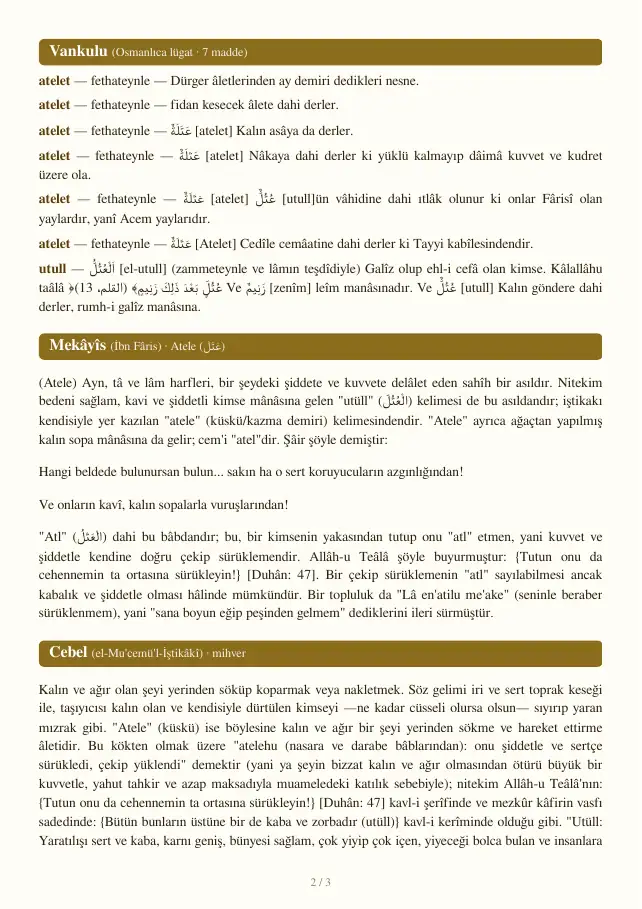 Vankulu (Osmanlıca lügat · 7 madde)
atelet — fethateynle — Dürger âletlerinden ay demiri dedikleri nesne.
atelet — fethateynle — fidan kesecek âlete dahi derler.
atelet — fethateynle — عَتَلَةٌ [atelet] Kalın asâya da derler.
atelet — fethateynle — عَتَلَةٌ [atelet] Nâkaya dahi derler ki yüklü kalmayıp dâimâ kuvvet ve kudret
üzere ola.
atelet — fethateynle — عَتَلَةٌ [atelet] عُتُلٌّ [utull]ün vâhidine dahi ıtlâk olunur ki onlar Fârisî olan
yaylardır, yanî Acem yaylarıdır.
atelet — fethateynle — عَتَلَةٌ [Atelet] Cedîle cemâatine dahi derler ki Tayyi kabîlesindendir.
utull — اَلْعُتُلُّ [el-utull] (zammeteynle ve lâmın teşdîdiyle) Galîz olup ehl-i cefâ olan kimse. Kâlallâhu
taâlâ ﴿عُتُلٍّ بَعْدَ ذَلِكَ زَنِيمٍ﴾ (القلم، 13) Ve زَنِيمٌ [zenîm] leîm manâsınadır. Ve عُتُلٌّ [utull] Kalın göndere dahi
derler, rumh-i galîz manâsına.
Mekâyîs (İbn Fâris) · Atele (عَتَلَ)
(Atele) Ayn, tâ ve lâm harfleri, bir şeydeki şiddete ve kuvvete delâlet eden sahîh bir asıldır. Nitekim
bedeni sağlam, kavi ve şiddetli kimse mânâsına gelen "utüll" (الْعُتُلّ) kelimesi de bu asıldandır; iştikakı
kendisiyle yer kazılan "atele" (küskü/kazma demiri) kelimesindendir. "Atele" ayrıca ağaçtan yapılmış
kalın sopa mânâsına da gelir; cem'i "atel"dir. Şâir şöyle demiştir:
Hangi beldede bulunursan bulun... sakın ha o sert koruyucuların azgınlığından!
Ve onların kavî, kalın sopalarla vuruşlarından!
"Atl" (الْعَتْلُ) dahi bu bâbdandır; bu, bir kimsenin yakasından tutup onu "atl" etmen, yani kuvvet ve
şiddetle kendine doğru çekip sürüklemendir. Allâh-u Teâlâ şöyle buyurmuştur: {Tutun onu da
cehennemin ta ortasına sürükleyin!} [Duhân: 47]. Bir çekip sürüklemenin "atl" sayılabilmesi ancak
kabalık ve şiddetle olması hâlinde mümkündür. Bir topluluk da "Lâ en'atilu me'ake" (seninle beraber
sürüklenmem), yani "sana boyun eğip peşinden gelmem" dediklerini ileri sürmüştür.
Cebel (el-Mu'cemü'l-İştikâkî) · mihver
Kalın ve ağır olan şeyi yerinden söküp koparmak veya nakletmek. Söz gelimi iri ve sert toprak keseği
ile, taşıyıcısı kalın olan ve kendisiyle dürtülen kimseyi —ne kadar cüsseli olursa olsun— sıyırıp yaran
mızrak gibi. "Atele" (küskü) ise böylesine kalın ve ağır bir şeyi yerinden sökme ve hareket ettirme
âletidir. Bu kökten olmak üzere "atelehu (nasara ve darabe bâblarından): onu şiddetle ve sertçe
sürükledi, çekip yüklendi" demektir (yani ya şeyin bizzat kalın ve ağır olmasından ötürü büyük bir
kuvvetle, yahut tahkir ve azap maksadıyla muameledeki katılık sebebiyle); nitekim Allâh-u Teâlâ'nın:
{Tutun onu da cehennemin ta ortasına sürükleyin!} [Duhân: 47] kavl-i şerîfinde ve mezkûr kâfirin vasfı
sadedinde: {Bütün bunların üstüne bir de kaba ve zorbadır (utüll)} kavl-i kerîminde olduğu gibi. "Utüll:
Yaratılışı sert ve kaba, karnı geniş, bünyesi sağlam, çok yiyip çok içen, yiyeceği bolca bulan ve insanlara
2 / 3